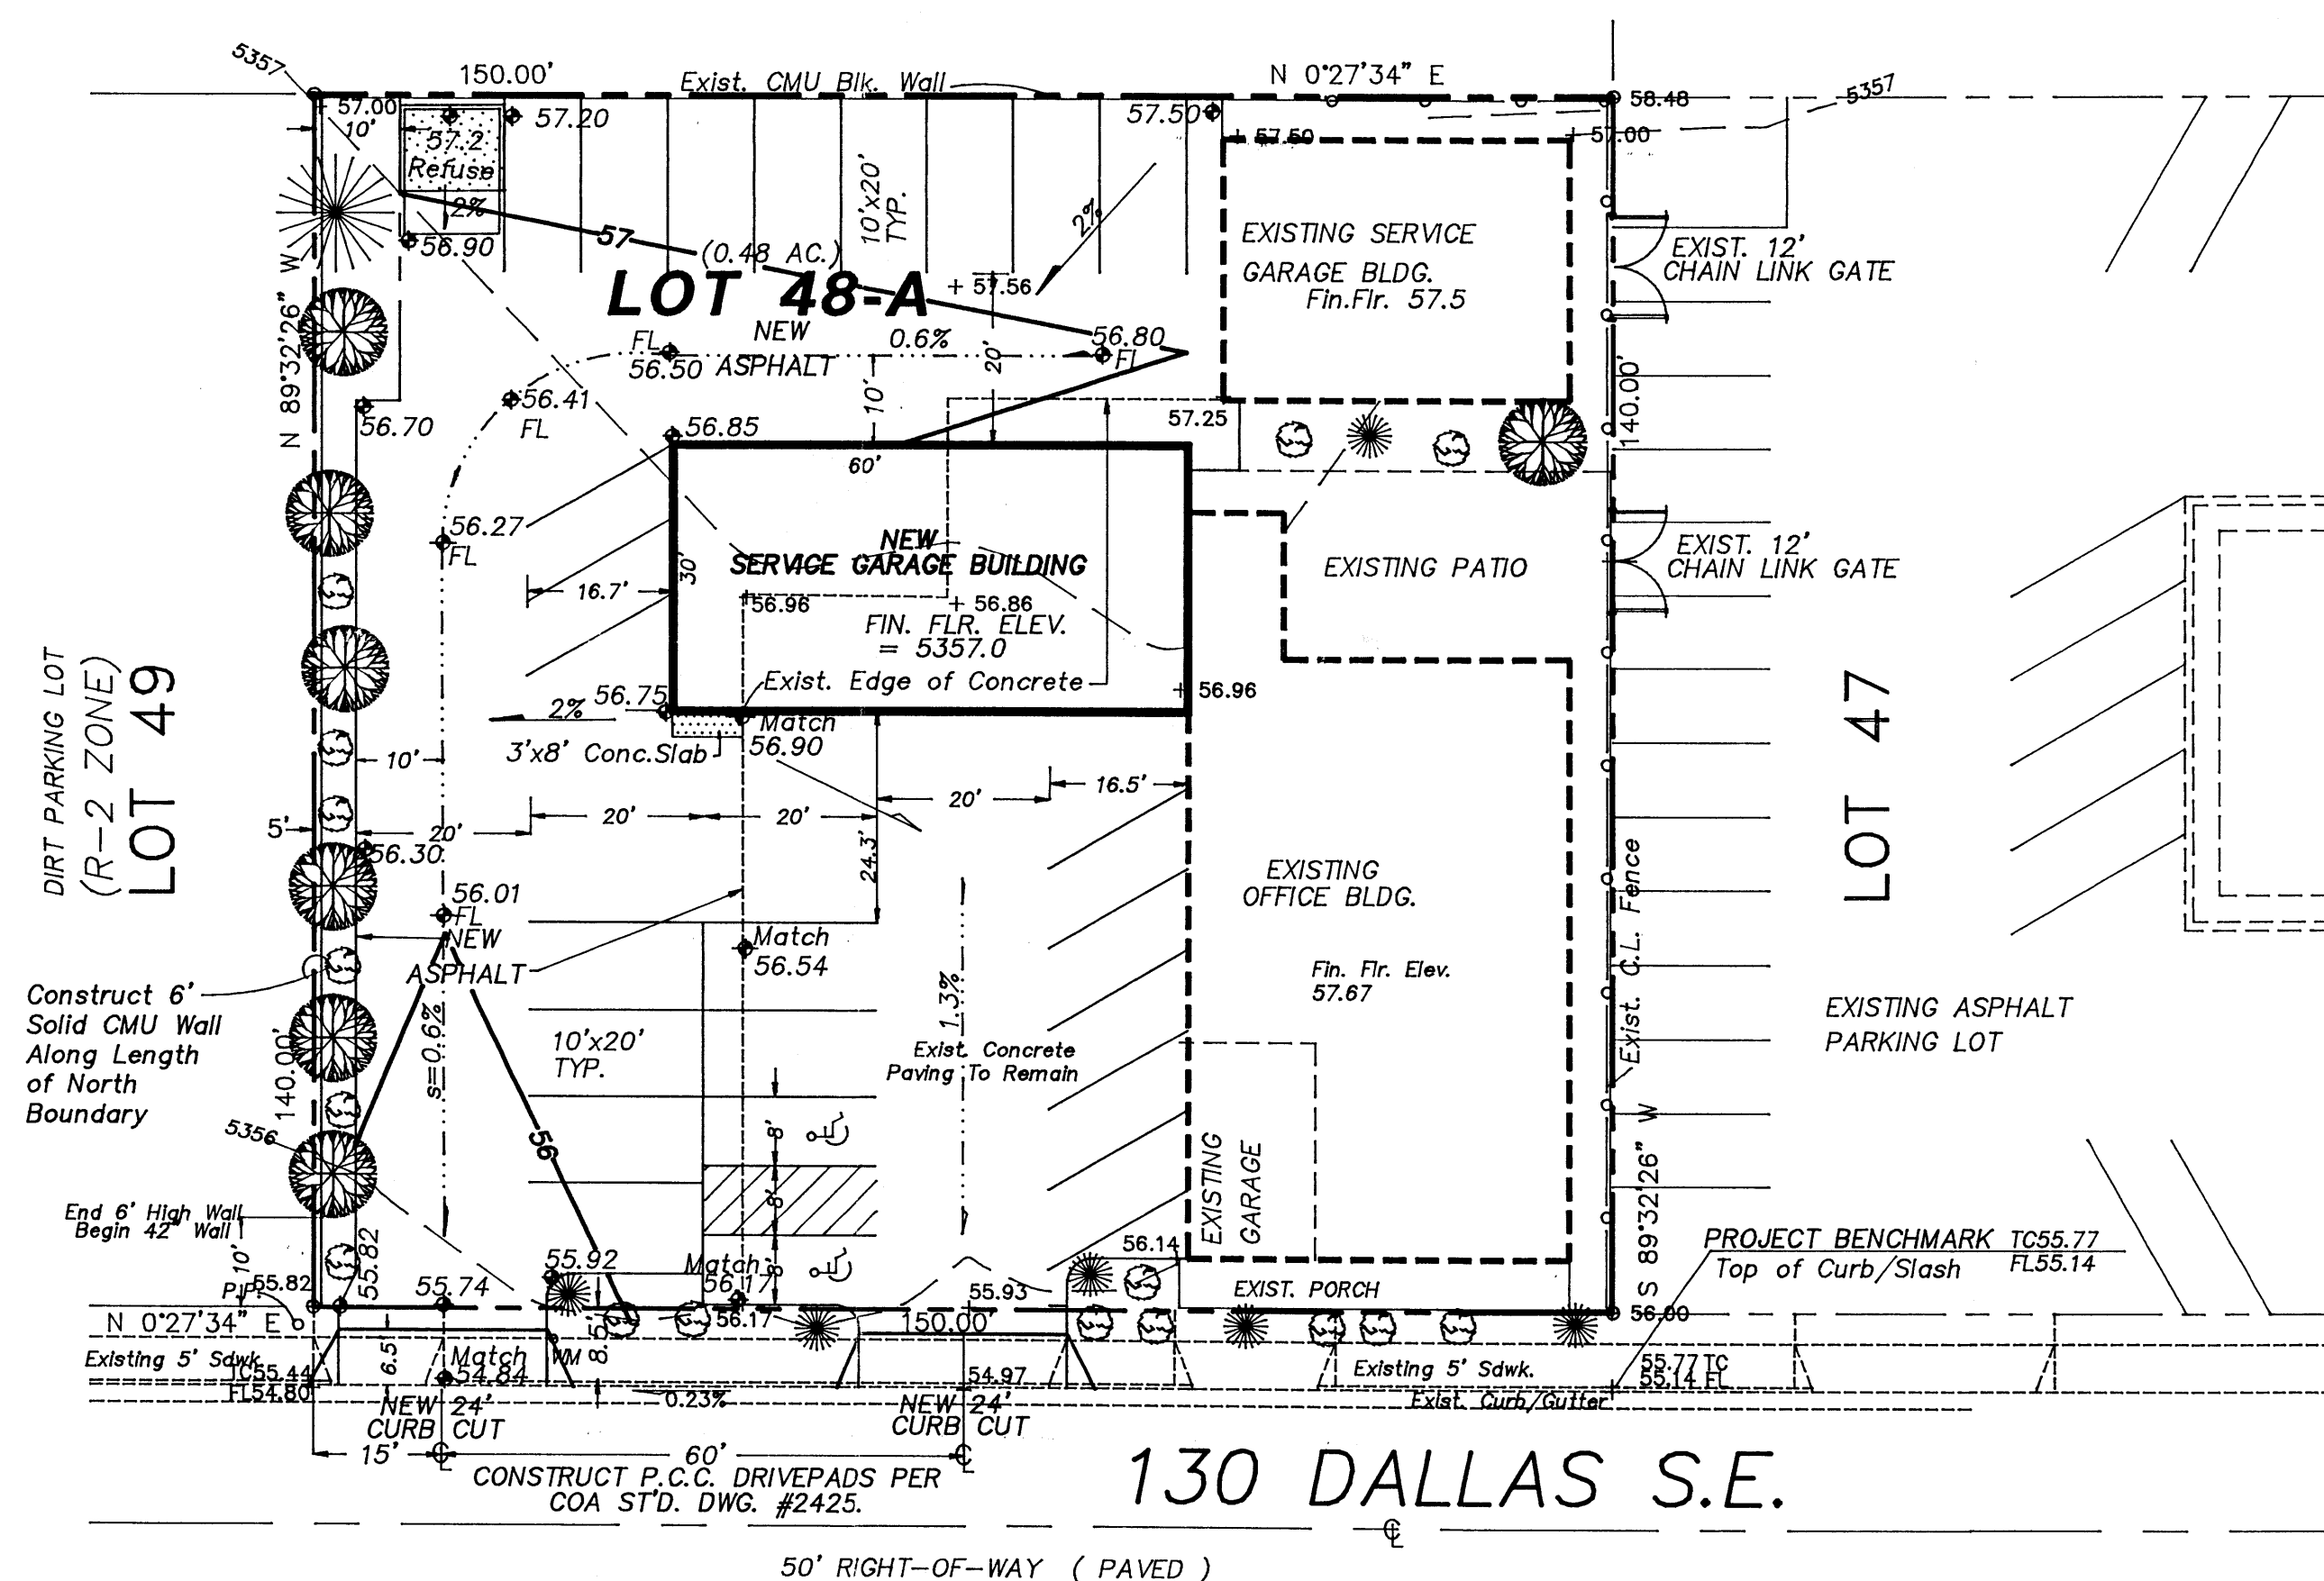 5357
150.00'
Exist. CMU Blk. Wall
N 0°27'34" E
58.48
5357
57.00
10'
57.20
57.2
Refuse
2%
56.90
57.50
57.50
57.00
10'x20'
TYP.
2%
57
(0.48 AC.)
LOT 48-A
57.56
EXISTING SERVICE
GARAGE BLDG.
Fin.Flr. 57.5
EXIST. 12'
CHAIN LINK GATE
N 89°32'26" W
FL
56.50
NEW
ASPHALT
0.6%
20'
56.80
FL
10'
140.00'
56.41
FL
56.70
56.85
57.25
60'
56.27
FL
16.7'
30'
NEW
SERVICE GARAGE BUILDING
56.96
56.86
FIN. FLR. ELEV.
= 5357.0
Exist. Edge of Concrete
EXISTING PATIO
EXIST. 12'
CHAIN LINK GATE
56.96
DIRT PARKING LOT
(R-2 ZONE)
LOT 49
LOT 47
56.75
2%
Match
56.90
3'x8' Conc.Slab
10'
16.5'
20'
20'
20'
20'
5'
24.3'
56.30
56.01
FL
NEW
ASPHALT
Match
56.54
EXISTING
OFFICE BLDG.
Fin. Flr. Elev.
57.67
Exist. C.L. Fence
Construct 6'
Solid CMU Wall
Along Length
of North
Boundary
140.00'
s=0.6%
10'x20'
TYP.
1.3%
Exist. Concrete
Paving To Remain
EXISTING ASPHALT
PARKING LOT
5356
56
8'
8'
8'
EXISTING
GARAGE
S 89°32'26" W
End 6' High Wall
Begin 42" Wall
10'
55.82
P.P.
55.82
55.74
55.92
Match
56.17
56.17
55.93
56.14
EXIST. PORCH
56.00
PROJECT BENCHMARK TC55.77
Top of Curb/Slash FL55.14
N 0°27'34" E
150.00'
Existing 5' Sdwk.
TC55.44
FL54.80
6.5'
Match
54.84
WM
8.5'
54.97
Existing 5' Sdwk.
55.77 TC
55.14 FL
0.23%
Exist. Curb/Gutter
NEW 24'
CURB CUT
NEW 24'
CURB CUT
15'
60'
CONSTRUCT P.C.C. DRIVEPADS PER
COA ST'D. DWG. #2425.
130 DALLAS S.E.
50' RIGHT-OF-WAY ( PAVED )